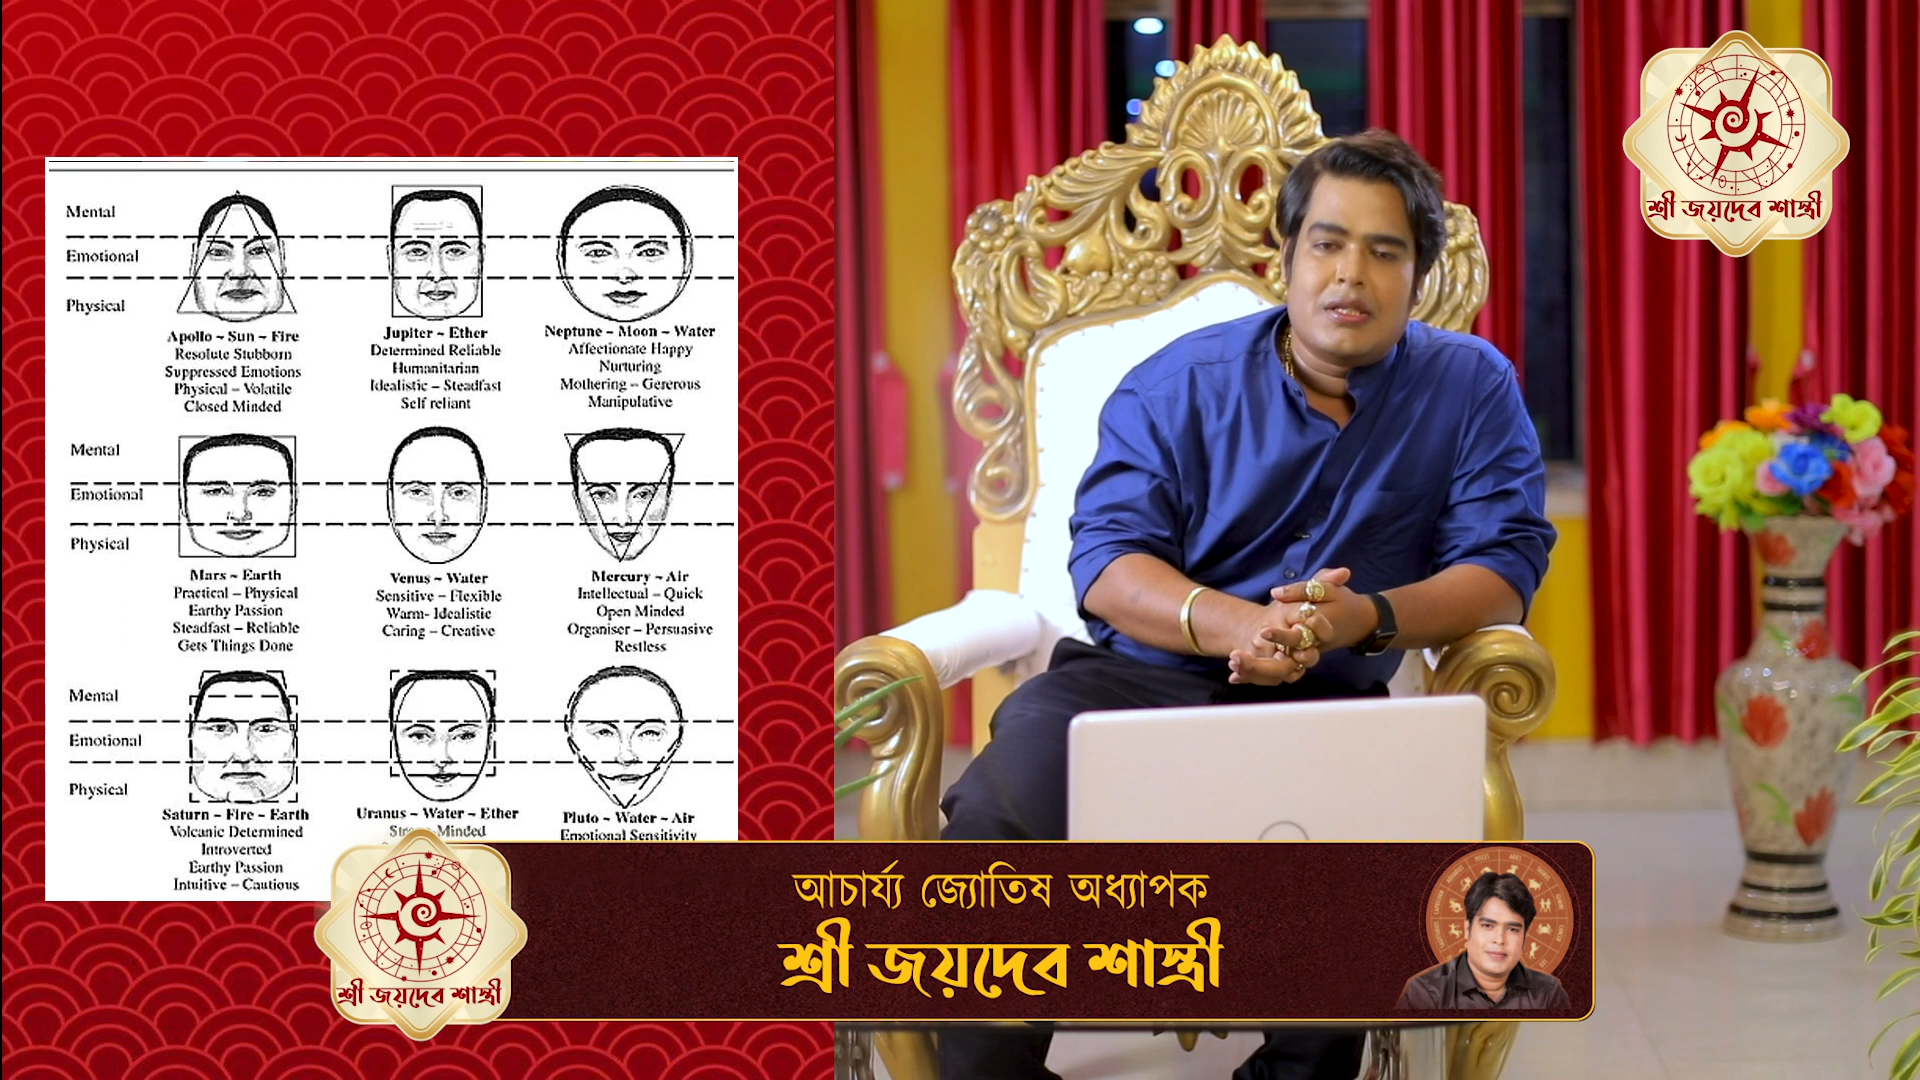 Mental
Emotional
Physical
Apollo ~ Sun ~ Fire
Resolute Stubborn
Suppressed Emotions
Physical – Volatile
Closed Minded
Jupiter ~ Ether
Determined Reliable
Humanitarian
Idealistic – Steadfast
Self reliant
Neptune ~ Moon ~ Water
Affectionate Happy
Nurturing
Mothering – Gererous
Manipulative
Mental
Emotional
Physical
Mars ~ Earth
Practical – Physical
Earthy Passion
Steadfast – Reliable
Gets Things Done
Venus ~ Water
Sensitive – Flexible
Warm- Idealistic
Caring – Creative
Mercury ~ Air
Intellectual – Quick
Open Minded
Organiser – Persuasive
Restless
Mental
Emotional
Physical
Saturn ~ Fire ~ Earth
Volcanic Determined
Introverted
Earthy Passion
Intuitive – Cautious
Uranus ~ Water ~ Ether
Minded
Pluto ~ Water ~ Air
Emotional Sensitivity
শ্রী জয়দেব শাস্ত্রী
আচার্য্য জ্যোতিষ অধ্যাপক
শ্রী জয়দেব শাস্ত্রী
শ্রী জয়দেব শাস্ত্রী